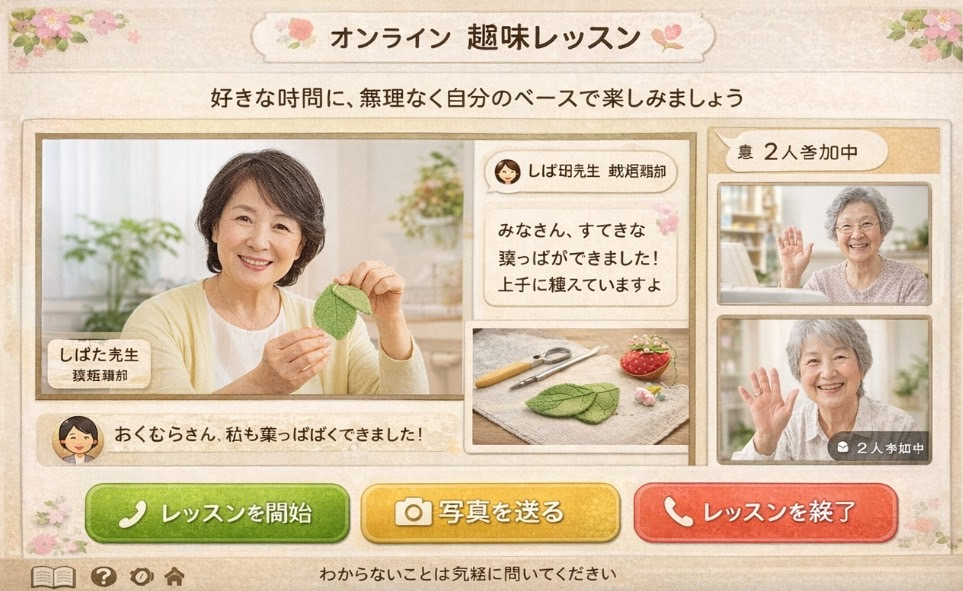 オンライン 趣味レッスン
好きな時間に、無理なく自分のペースで楽しみましょう
しば田先生
2人参加中
みなさん、すてきな
っぱができました!
上手に えていますよ
しばた先生
おくむらさん、私も葉っぱばくできました!
2人参加中
レッスンを開始
写真を送る
レッスンを終了
わからないことは気軽に問いてください